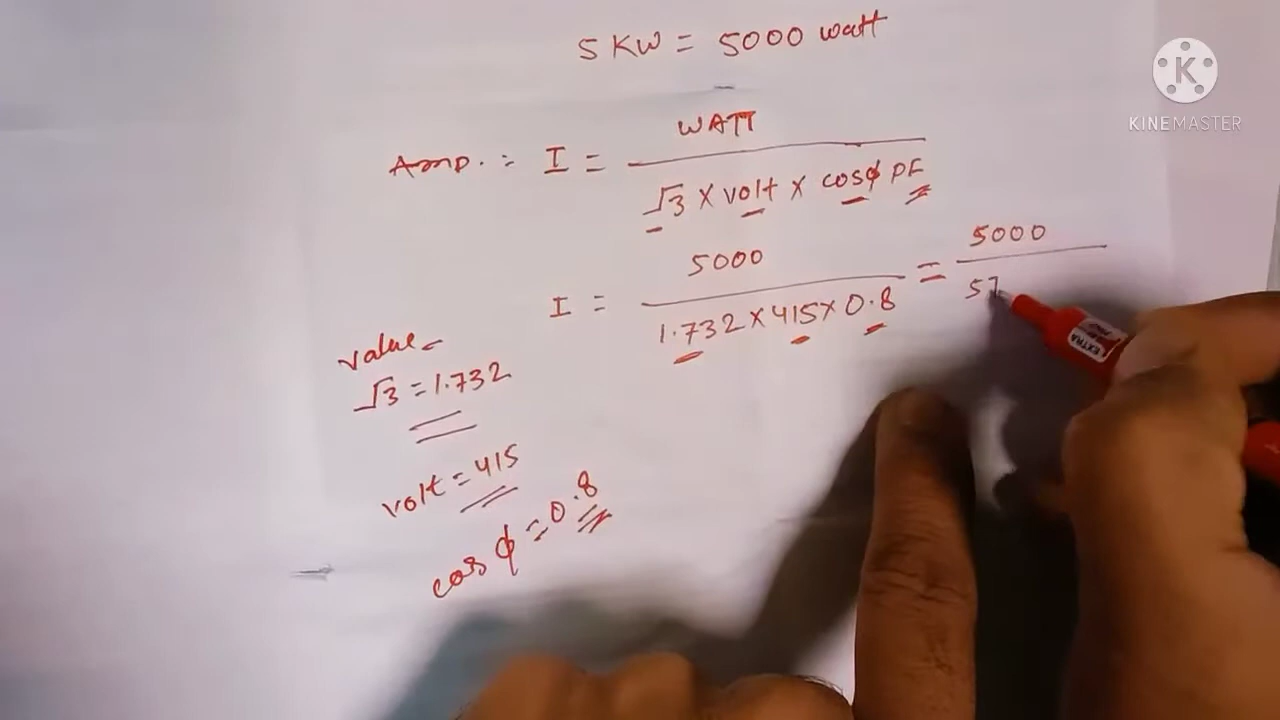 5 KW = 5000 watt
KINEMASTER
WATT
Amp. = I =
√3 X volt X cosϕ PF
5000
I =
1.732 X 415 X 0.8
=
5000
57
value -
√3 = 1.732
volt = 415
cos ϕ = 0.8